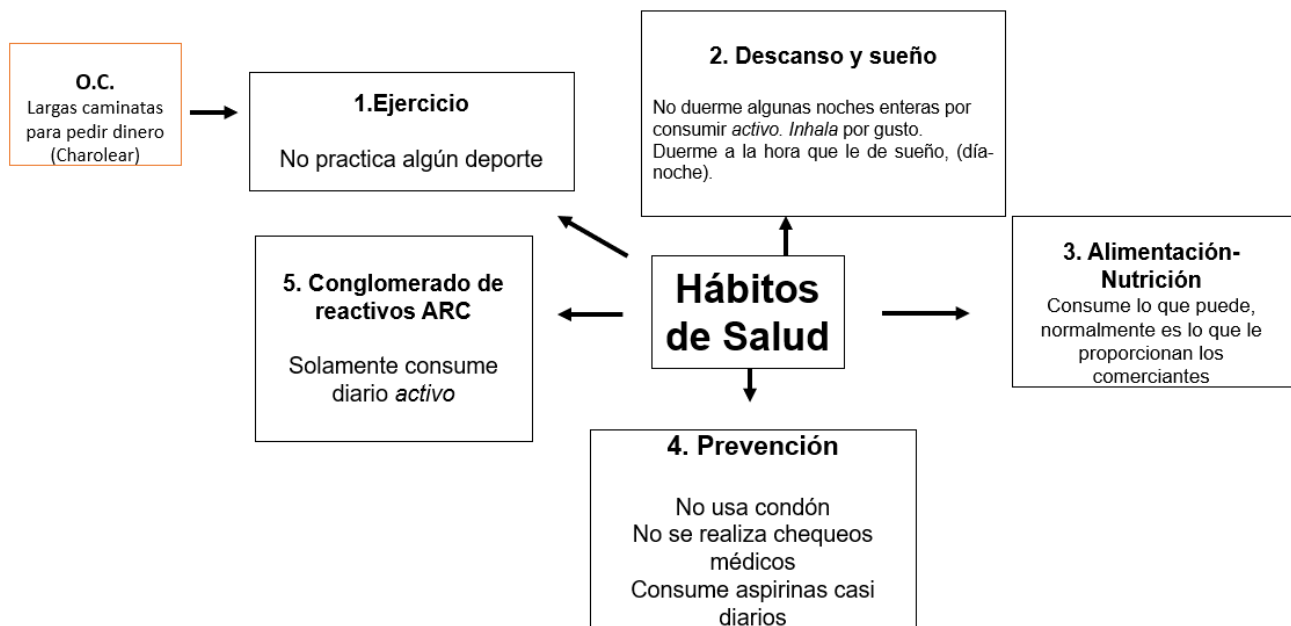 O.C.
Largas caminatas
para pedir dinero
(Charolear)
1.Ejercicio
No practica algún deporte
2. Descanso y sueño
No duerme algunas noches enteras por
consumir activo. Inhala por gusto.
Duerme a la hora que le de sueño, (día-
noche).
Hábitos
de Salud
3. Alimentación-
Nutrición
Consume lo que puede,
normalmente es lo que le
proporcionan los
comerciantes
4. Prevención
No usa condón
No se realiza chequeos
médicos
Consume aspirinas casi
diarios
5. Conglomerado de
reactivos ARC
Solamente consume
diario activo